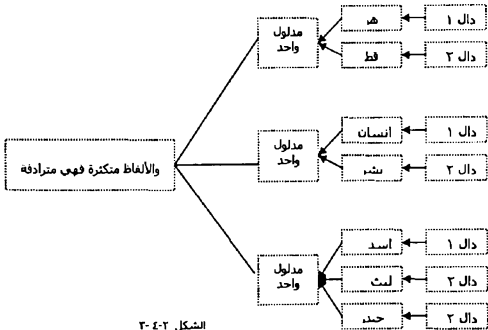 دال ١
هر
مدلول
واحد
دال ٢
قط
دال ١
انسان
مدلول
واحد
دال ٢
بشر
والألفاظ متكثرة فهي مترادفة
دال ١
اسد
مدلول
واحد
دال ٢
ليث
دال ٢
حيدر
الشكل ٢-٤-٣